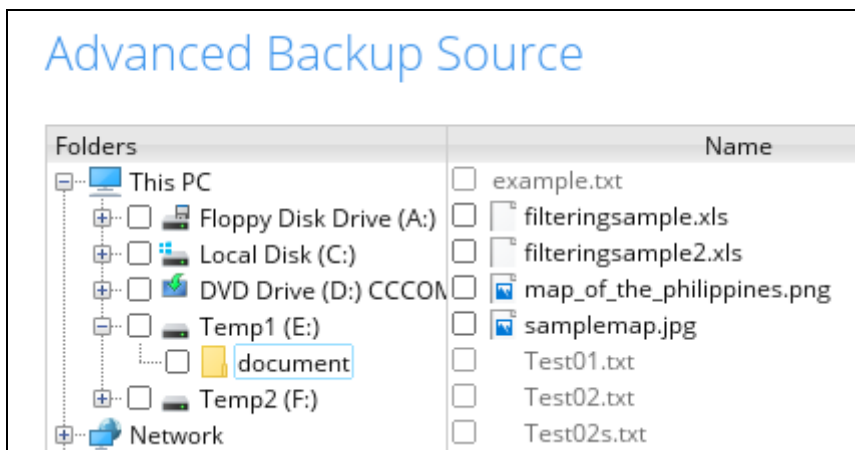 Advanced Backup Source
Folders
Name
This PC
Floppy Disk Drive (A:)
Local Disk (C:)
DVD Drive (D:) CCCOM
Temp1 (E:)
document
Temp2 (F:)
Network
example.txt
filteringsample.xls
filteringsample2.xls
map_of_the_philippines.png
samplemap.jpg
Test01.txt
Test02.txt
Test02s.txt